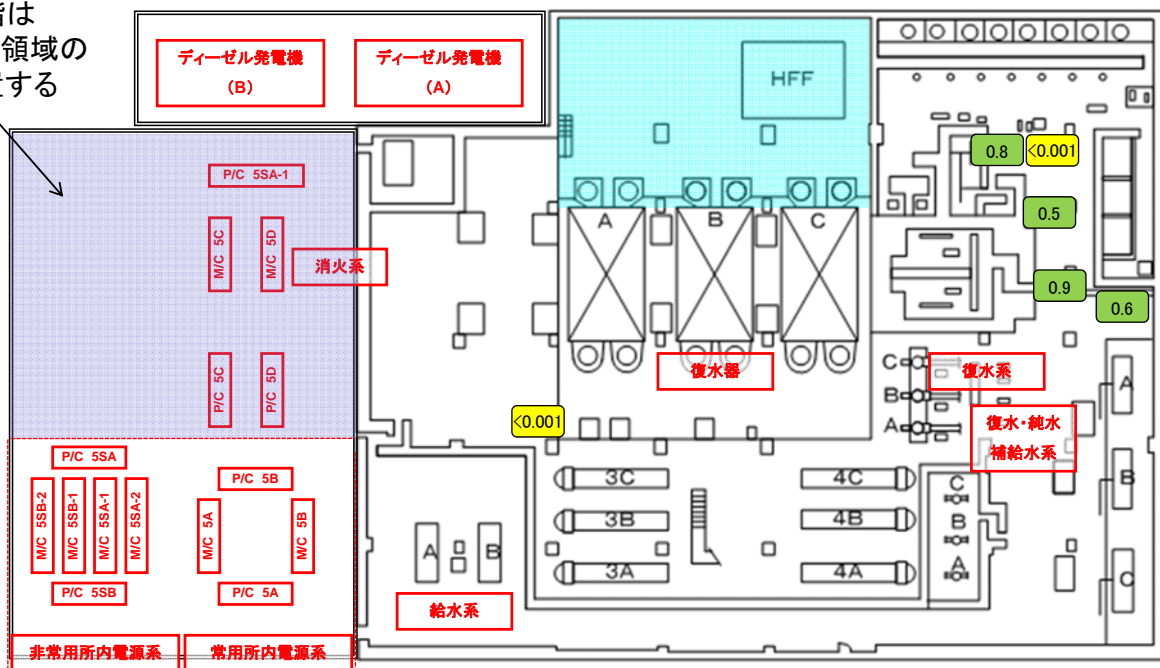 階は
領域の
置する
ディーゼル発電機
(B)
ディーゼル発電機
(A)
HFF
0.8
<0.001
0.5
0.9
0.6
P/C 5SA-1
M/C 5C
M/C 5D
消火系
P/C 5C
P/C 5D
A
B
C
復水器
<0.001
C
B
A
復水系
復水・純水
補給水系
A
B
C
P/C 5SA
M/C 5SB-2
M/C 5SB-1
M/C 5SA-1
M/C 5SA-2
P/C 5SB
P/C 5B
M/C 5A
M/C 5B
P/C 5A
3C
3B
3A
4C
4B
4A
C
B
A
A
B
給水系
非常用所内電源系
常用所内電源系